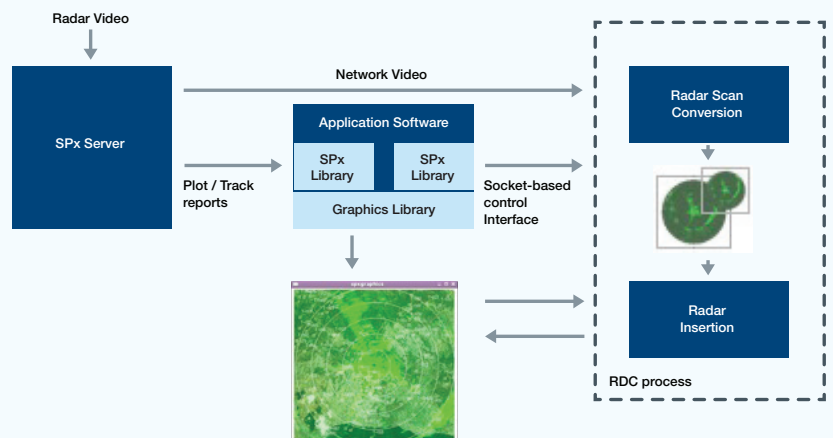 Radar Video
SPx Server
Network Video
Plot / Track
reports
Application Software
SPx
Library
SPx
Library
Graphics Library
Socket-based
control
Interface
Radar Scan
Conversion
Radar
Insertion
RDC process